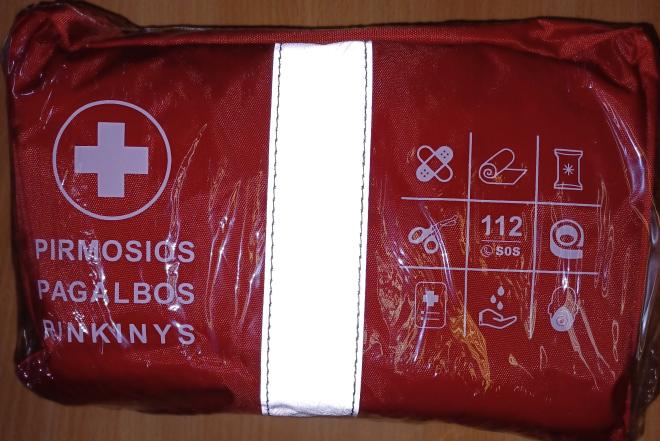 PIRMOSIOS
PAGALBOS
RINKINYS
112
SOS